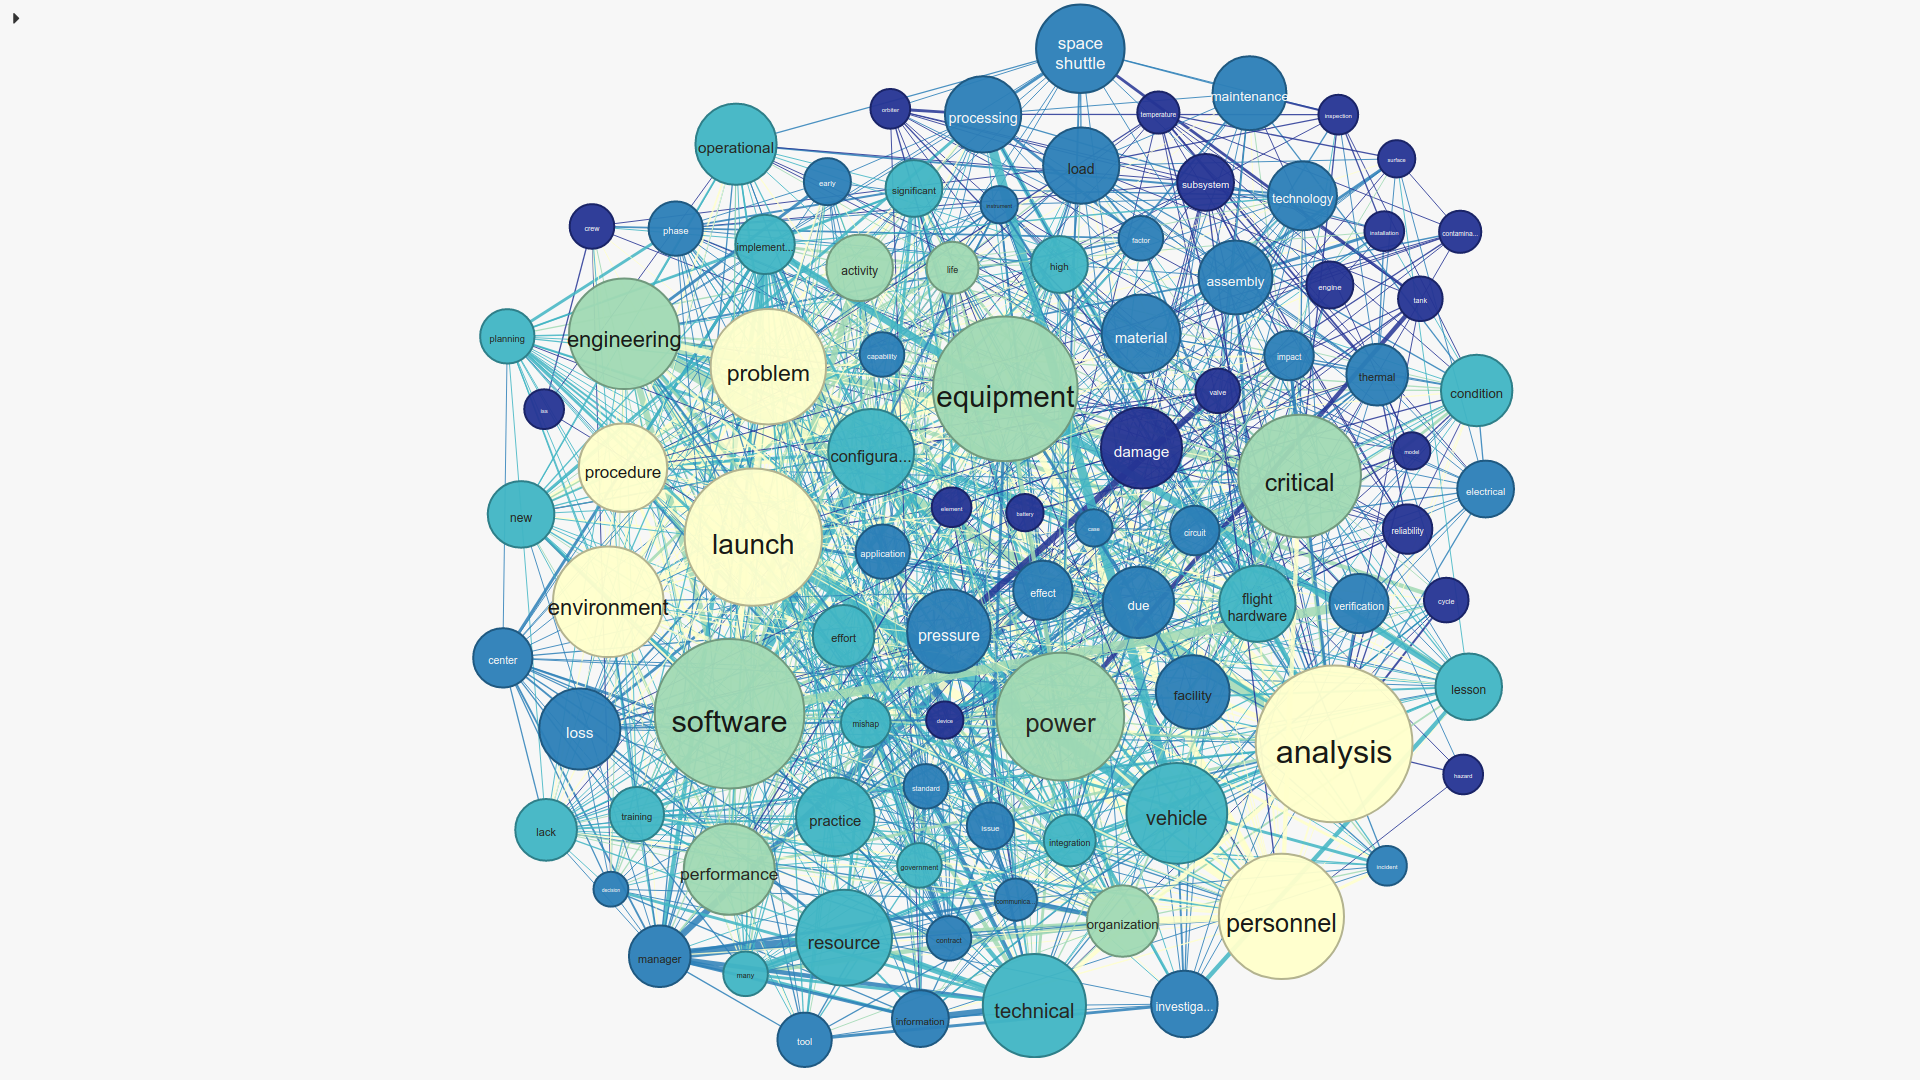 space
shuttle
maintenance
orbiter
processing
temperature
inspection
operational
load
surface
early
significant
subsystem
technology
instrument
crew
phase
implement...
factor
installation
contamina...
activity
life
high
assembly
engine
tank
planning
engineering
problem
capability
equipment
material
impact
thermal
valve
condition
iss
procedure
configura...
damage
critical
model
electrical
new
launch
element
battery
case
circuit
reliability
application
environment
effect
due
flight
hardware
verification
cycle
center
effort
pressure
lesson
loss
software
mishap
device
power
facility
analysis
hazard
standard
lack
training
practice
issue
integration
vehicle
government
incident
decision
performance
communica...
organization
personnel
manager
many
resource
contract
technical
investiga...
tool
information